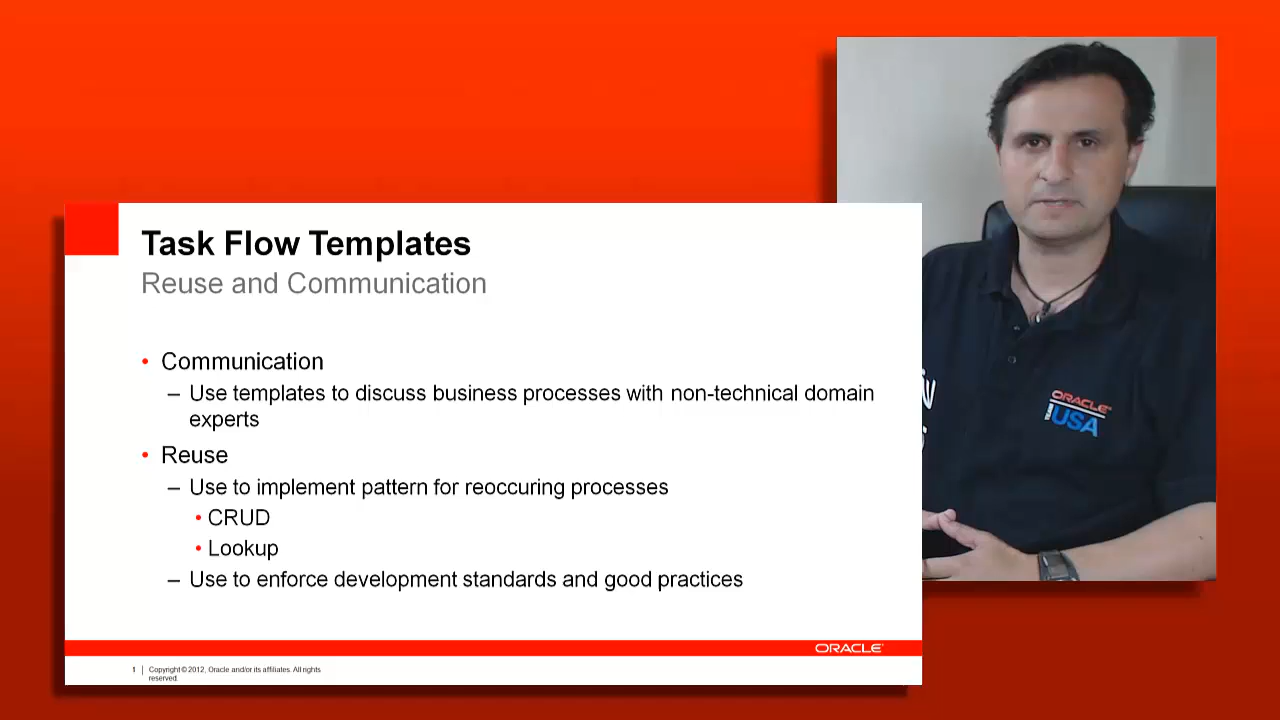 Task Flow Templates
Reuse and Communication
• Communication
– Use templates to discuss business processes with non-technical domain
experts
• Reuse
– Use to implement pattern for reoccuring processes
• CRUD
• Lookup
– Use to enforce development standards and good practices
ORACLE
1 | Copyright © 2012, Oracle and/or its affiliates. All rights
reserved.
ORACLE
TEAM USA